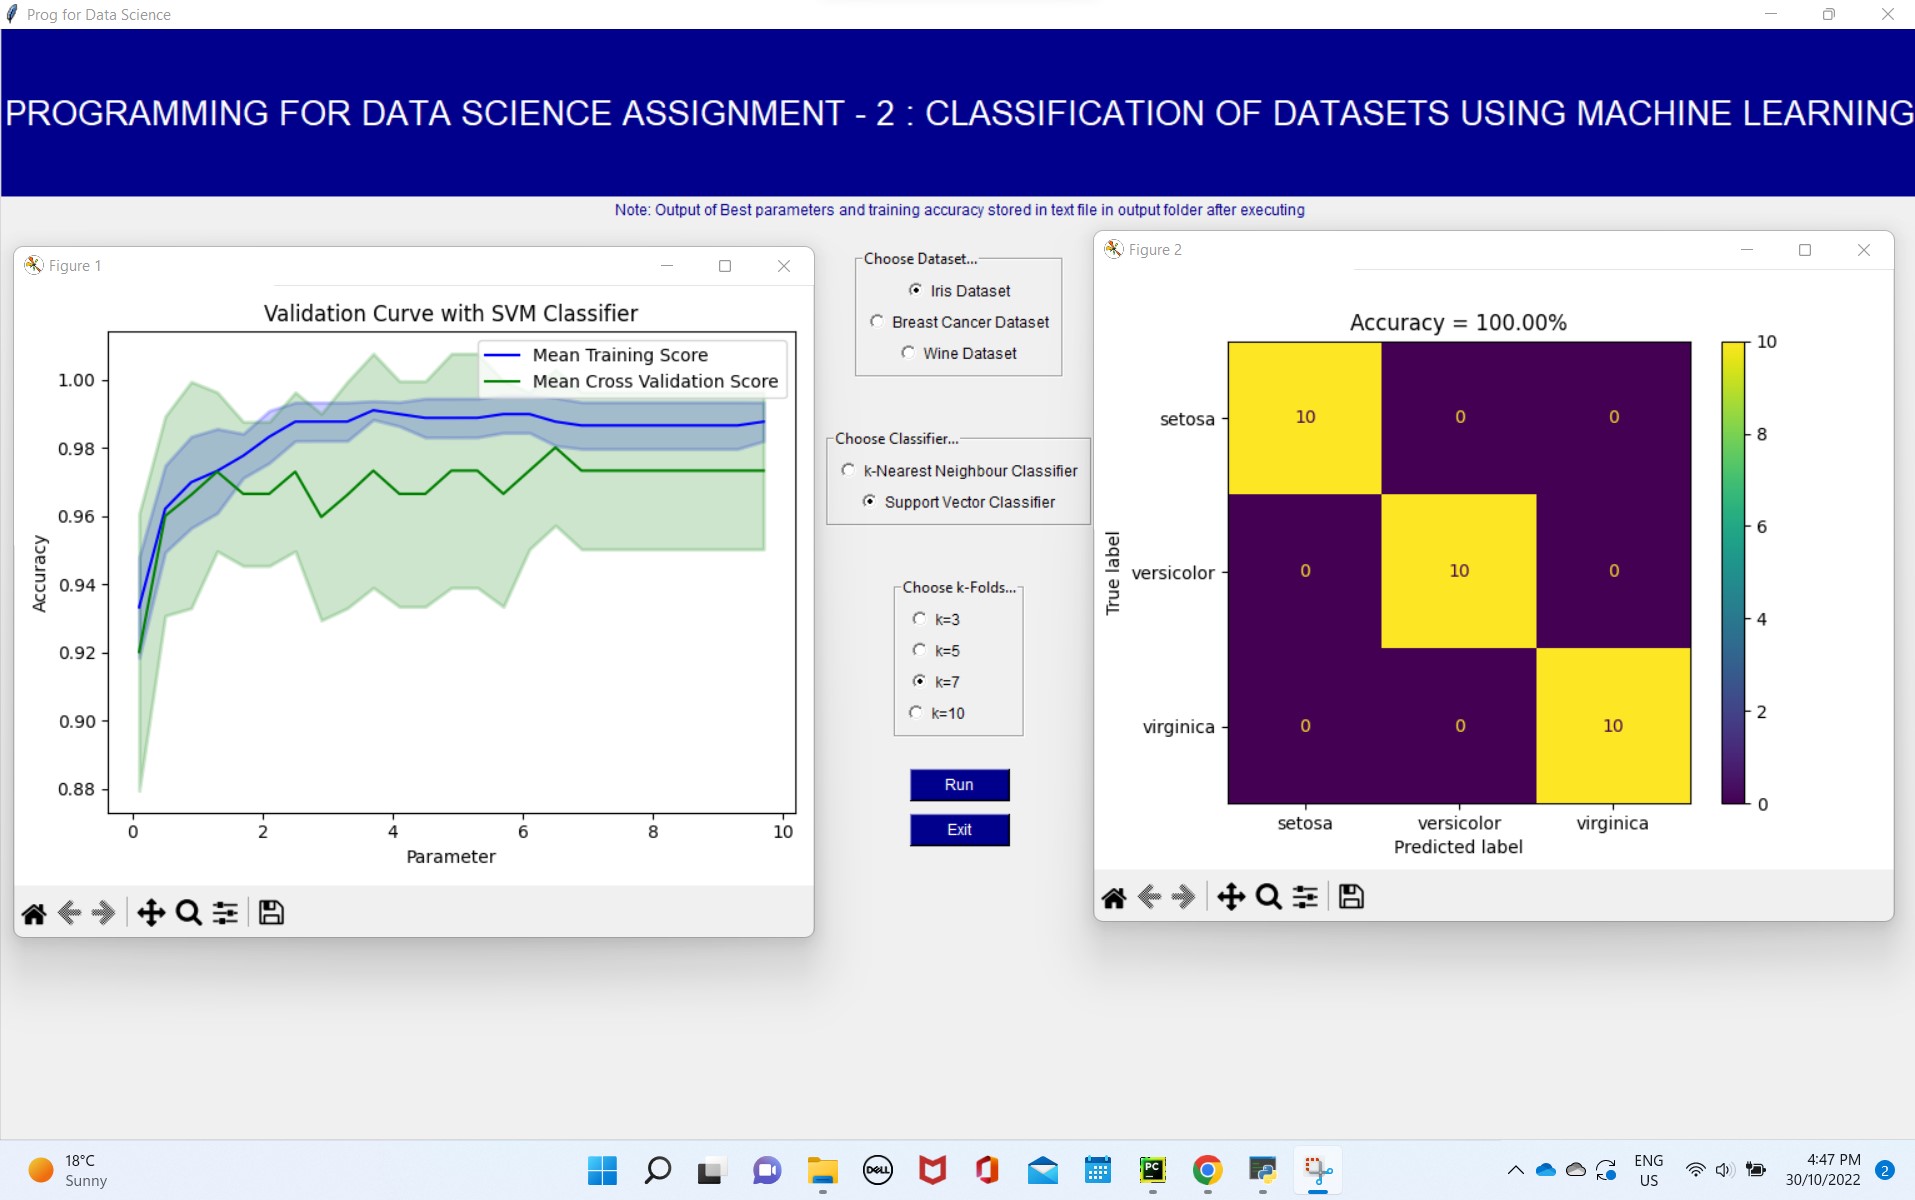 Prog for Data Science
PROGRAMMING FOR DATA SCIENCE ASSIGNMENT - 2 : CLASSIFICATION OF DATASETS USING MACHINE LEARNING
Note: Output of Best parameters and training accuracy stored in text file in output folder after executing
Figure 1
Validation Curve with SVM Classifier
Mean Training Score
Mean Cross Validation Score
Accuracy
1.00
0.98
0.96
0.94
0.92
0.90
0.88
0 2 4 6 8 10
Parameter
Choose Dataset...
Iris Dataset
Breast Cancer Dataset
Wine Dataset
Choose Classifier...
k-Nearest Neighbour Classifier
Support Vector Classifier
Choose k-Folds...
k=3
k=5
k=7
k=10
Run
Exit
Figure 2
Accuracy = 100.00%
True label
setosa 10 0 0
versicolor 0 10 0
virginica 0 0 10
setosa versicolor virginica
Predicted label
10
8
6
4
2
0
18°C
Sunny
DELL
PC
ENG
US
4:47 PM
30/10/2022
2